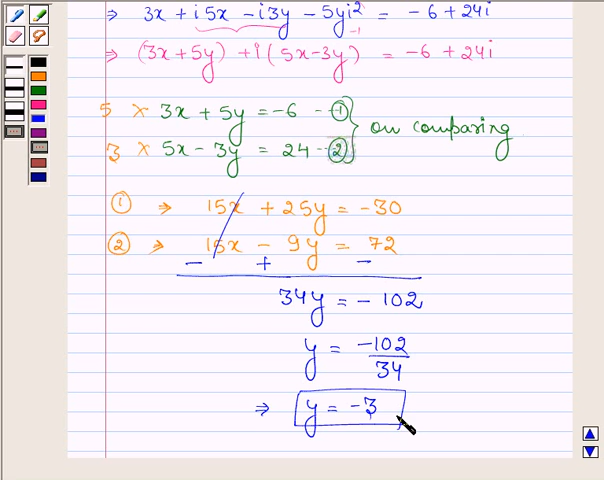 ⇒ 3x + i5x - i3y - 5yi² = -6 + 24i
-1
⇒ (3x + 5y) + i(5x - 3y) = -6 + 24i
5 × 3x + 5y = -6 - ①
3 × 5x - 3y = 24 - ② } on comparing
① ⇒ 15x + 25y = -30
② ⇒ 15x - 9y = 72
- + -
34y = -102
y = -102/34
⇒ y = -3